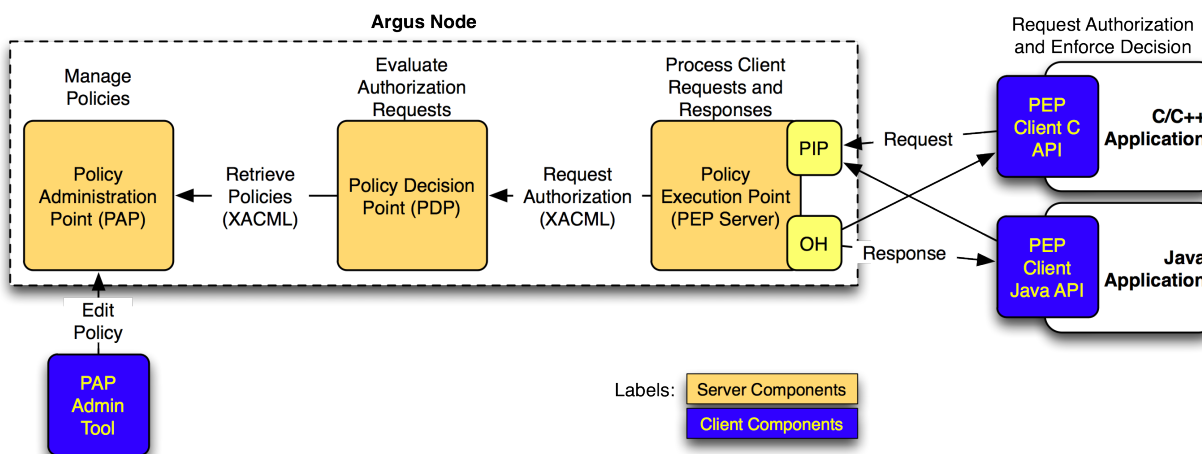 Argus Node
Request Authorization
and Enforce Decision
Manage
Policies
Evaluate
Authorization
Requests
Process Client
Requests and
Responses
Policy
Administration
Point (PAP)
Retrieve
Policies
(XACML)
Policy Decision
Point (PDP)
Request
Authorization
(XACML)
Policy
Execution Point
(PEP Server)
PIP
OH
Request
Response
PEP
Client C
API
C/C++
Application
PEP
Client
Java API
Java
Application
Edit
Policy
PAP
Admin
Tool
Labels:
Server Components
Client Components